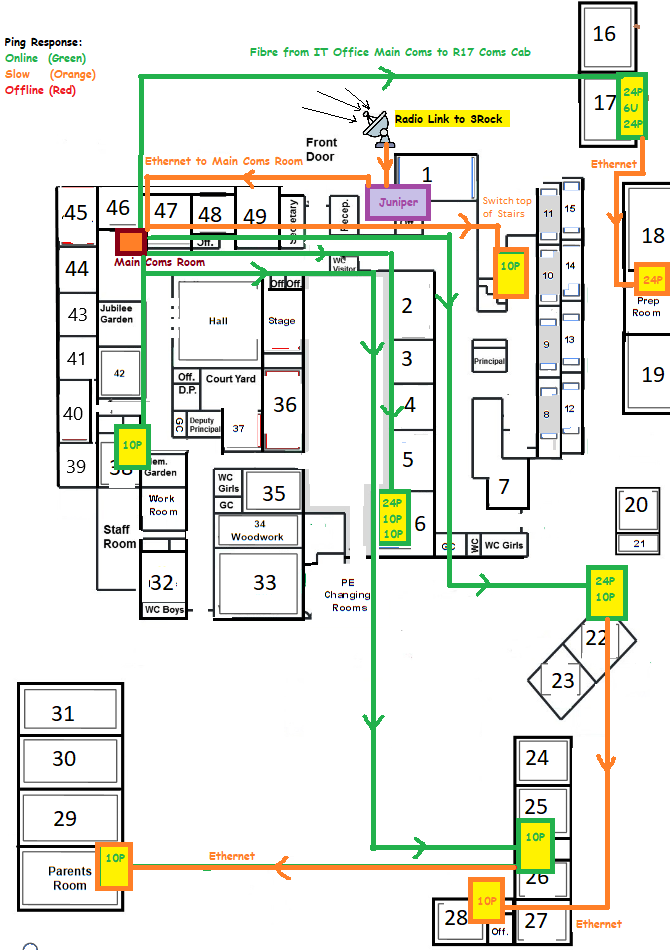 16
Ping Response:
Online (Green)
Slow (Orange)
Offline (Red)
Fibre from IT Office Main Coms to R17 Coms Cab
24P
6U
24P
17
Radio Link to 3Rock
Front
Door
Ethernet to Main Coms Room
1
Ethernet
Juniper
Switch top
of Stairs
45
46
47
48
49
Secretary
Recep.
Off.
11
15
18
Main Coms Room
WC
Visitor
10P
44
10
14
24P
Prep
Room
Off
Off.
43
Jubilee
Garden
Hall
Stage
2
9
13
41
42
3
Principal
19
Off.
D.P.
Court Yard
40
GC
Deputy
Principal
37
36
4
8
12
10P
39
38
Gem.
Garden
WC
Girls
GC
35
5
7
Work
Room
24P
10P
10P
6
20
Staff
Room
34
Woodwork
GC
WC
WC Girls
21
32
33
PE
Changing
Rooms
24P
10P
WC Boys
22
23
31
24
30
25
29
10P
10P
Ethernet
Parents
Room
26
10P
28
Off.
27
Ethernet